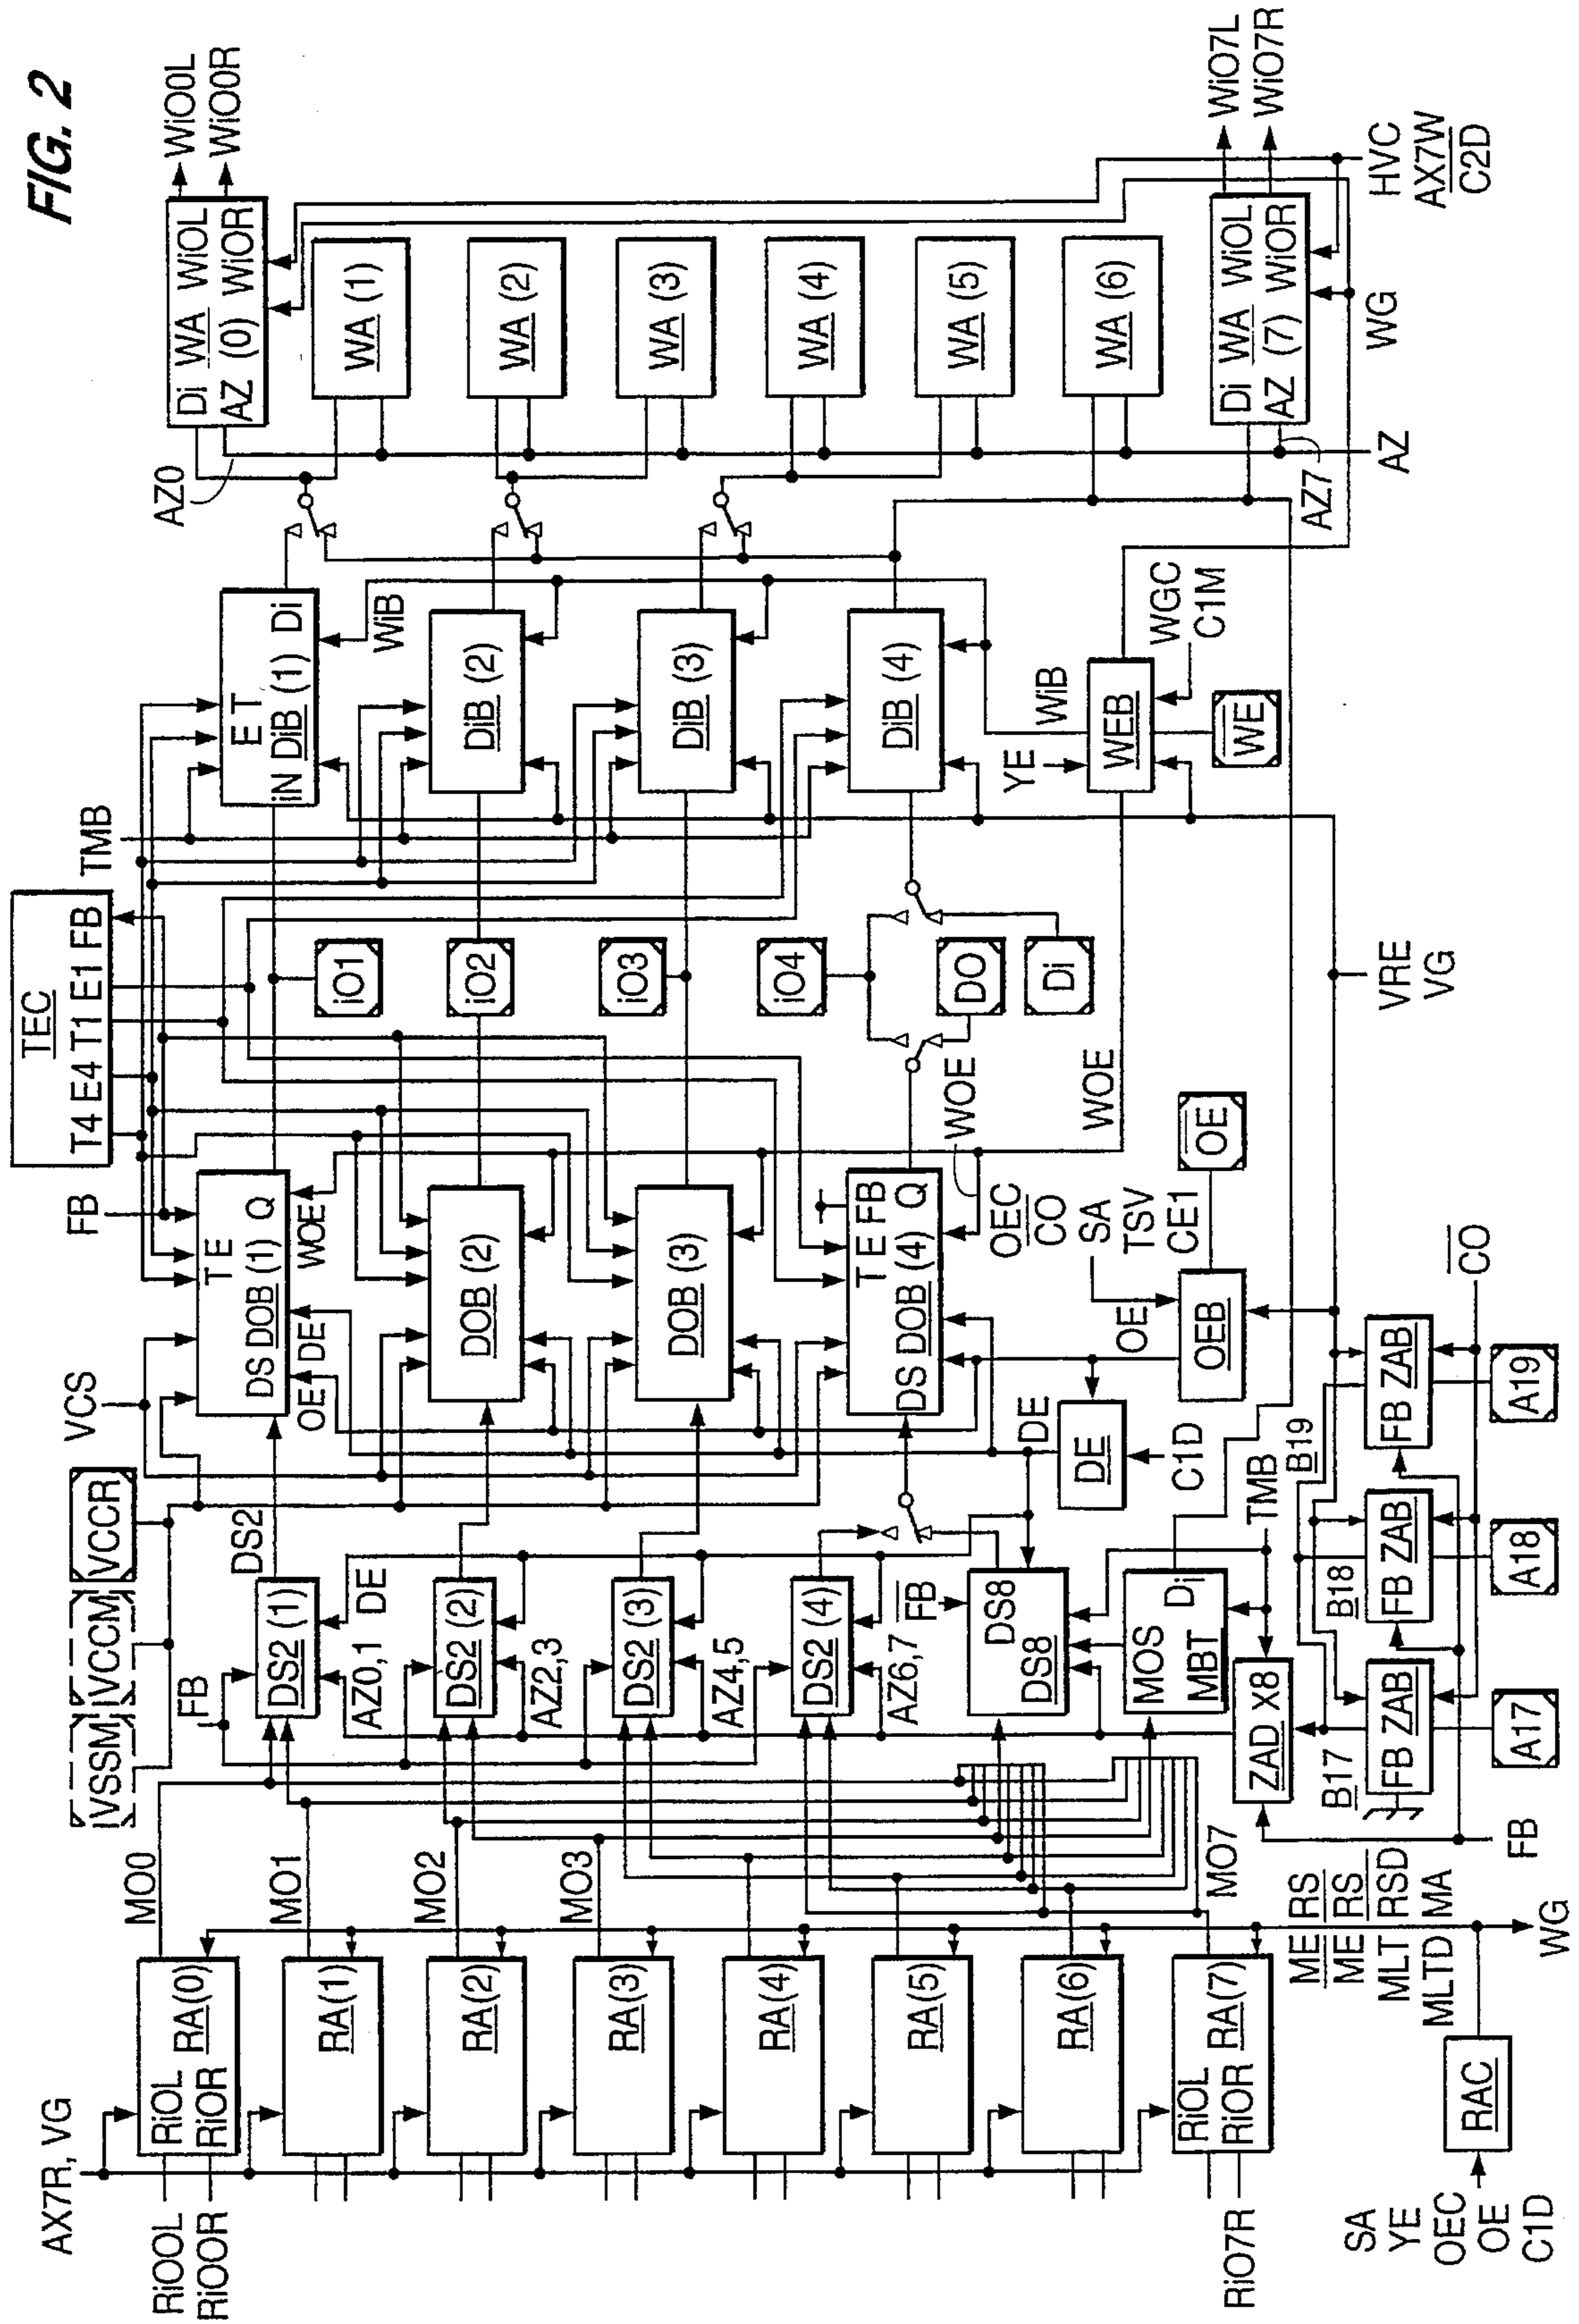 FIG. 2
AX7R, VG
RiOOL
RiOOR
RiOL
RiOR
RA(0)
RA(1)
RA(2)
RA(3)
RA(4)
RA(5)
RA(6)
RiOL
RiOR
RA(7)
RiO7R
MO0
MO1
MO2
MO3
MO7
SA
YE
OEC
OE
C1D
RAC
ME RS
ME RS
MLT RSD
MLTD MA
WG
VSSM
VCCM
VCCR
FB
DS2
DS2 (1)
DE
AZ0,1
DS2 (2)
AZ2,3
DS2 (3)
AZ4,5
DS2 (4)
AZ6,7
FB
DS8
DS8
MOS Di
MBT
ZAD X8
TMB
B17
B18
B19
FB ZAB
FB ZAB
FB ZAB
A17
A18
A19
FB
CO
VCS
FB
T E
DS DOB (1) Q
OE DE
WOE
DOB (2)
DOB (3)
T E FB
DS DOB (4) Q
WOE
OEC
CO
DE
DE
C1D
OE
OEB
SA
TSV
CE1
OE
WOE
TEC
T4 E4 T1 E1 FB
iO1
iO2
iO3
iO4
DO
Di
VRE
VG
TMB
E T
iN DiB (1) Di
WiB
DiB (2)
DiB (3)
DiB (4)
WiB
YE
WEB
WGC
C1M
WE
AZ0
Di WA WiOL
AZ (0) WiOR
WiO0L
WiO0R
WA (1)
WA (2)
WA (3)
WA (4)
WA (5)
WA (6)
Di WA WiOL
AZ (7) WiOR
WiO7L
WiO7R
AZ7
AZ
WG
HVC
AX7W
C2D